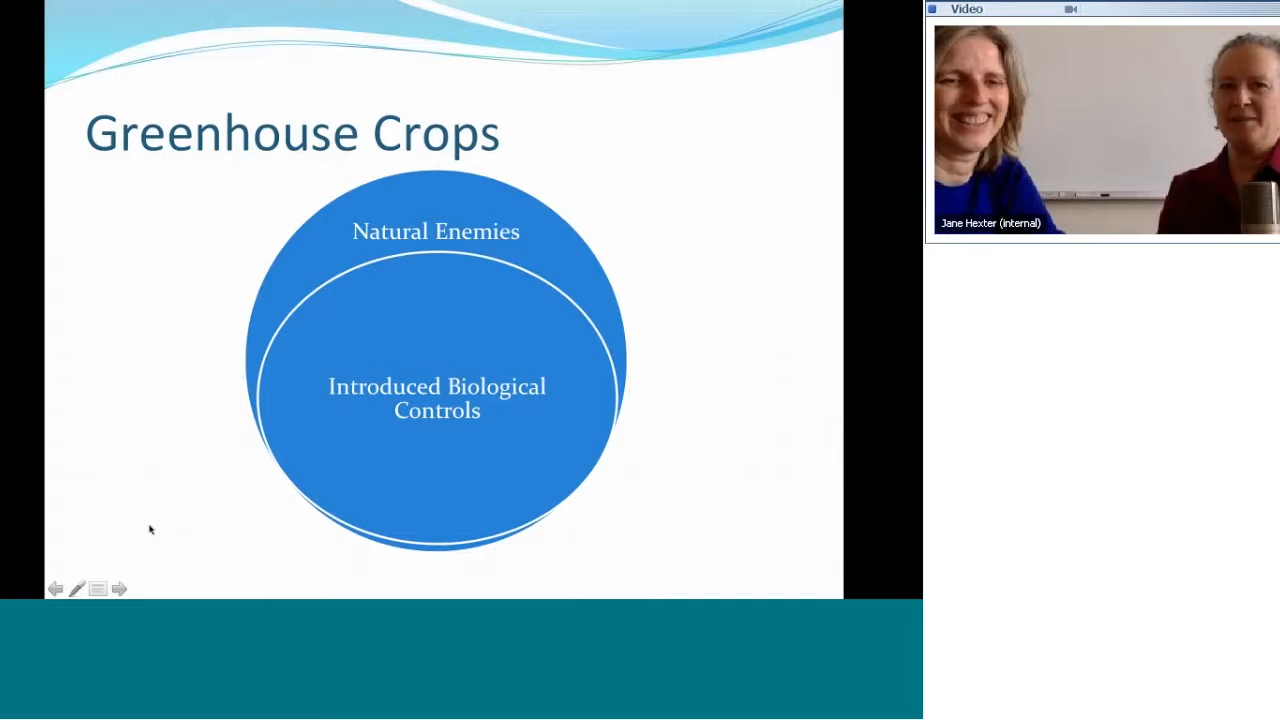 Video
Greenhouse Crops
Natural Enemies
Introduced Biological
Controls
Jane Hexter (internal)